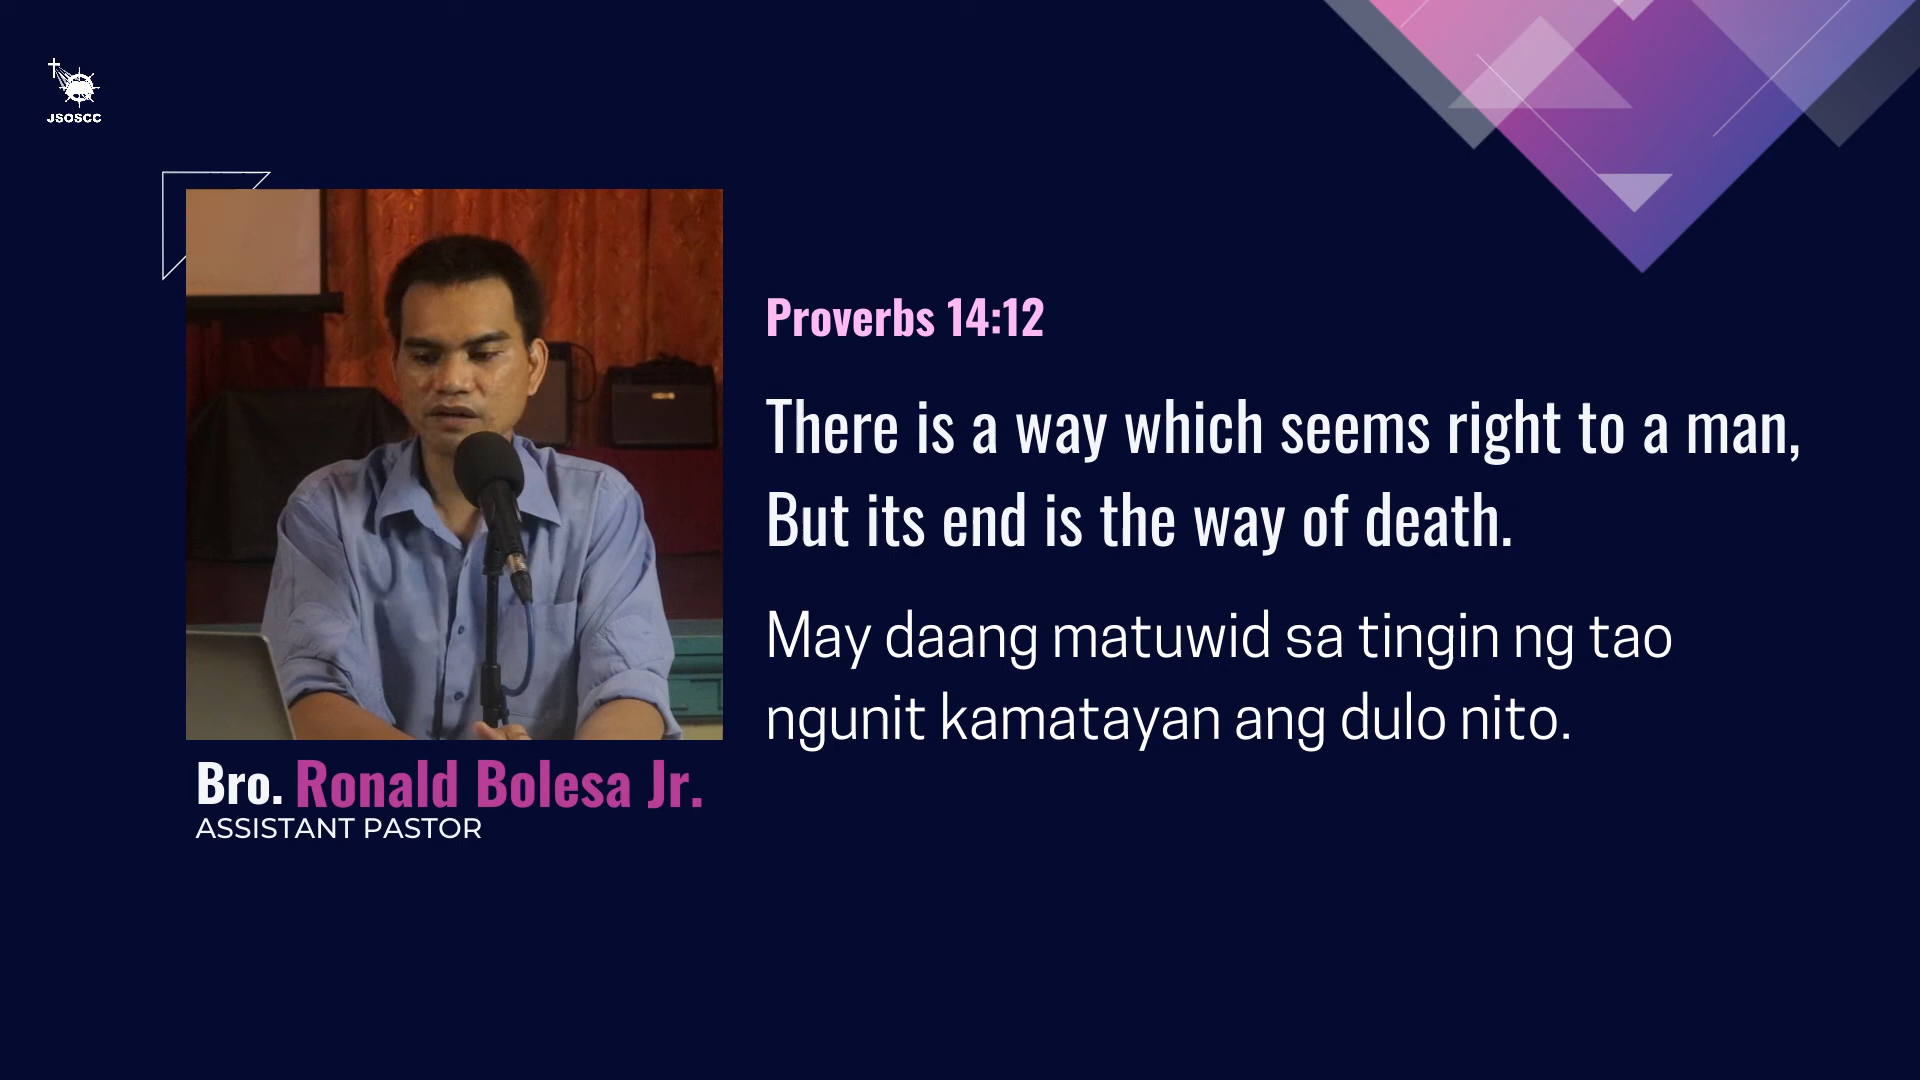 JSOSCC
Proverbs 14:12
There is a way which seems right to a man,
But its end is the way of death.
May daang matuwid sa tingin ng tao
ngunit kamatayan ang dulo nito.
Bro. Ronald Bolesa Jr.
ASSISTANT PASTOR